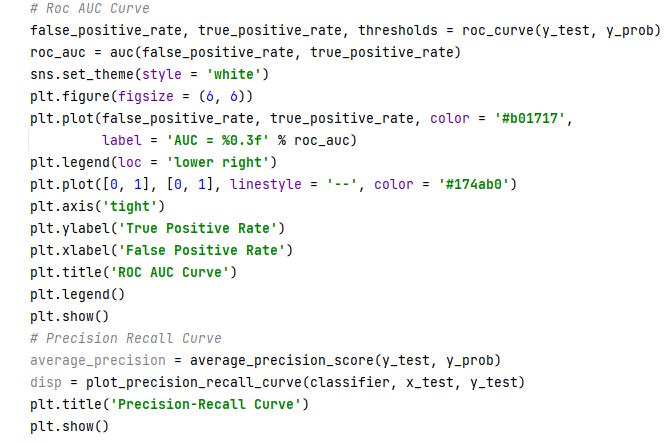 # Roc AUC Curve
false_positive_rate, true_positive_rate, thresholds = roc_curve(y_test, y_prob)
roc_auc = auc(false_positive_rate, true_positive_rate)
sns.set_theme(style = 'white')
plt.figure(figsize = (6, 6))
plt.plot(false_positive_rate, true_positive_rate, color = '#b01717',
         label = 'AUC = %0.3f' % roc_auc)
plt.legend(loc = 'lower right')
plt.plot([0, 1], [0, 1], linestyle = '--', color = '#174ab0')
plt.axis('tight')
plt.ylabel('True Positive Rate')
plt.xlabel('False Positive Rate')
plt.title('ROC AUC Curve')
plt.legend()
plt.show()
# Precision Recall Curve
average_precision = average_precision_score(y_test, y_prob)
disp = plot_precision_recall_curve(classifier, x_test, y_test)
plt.title('Precision-Recall Curve')
plt.show()